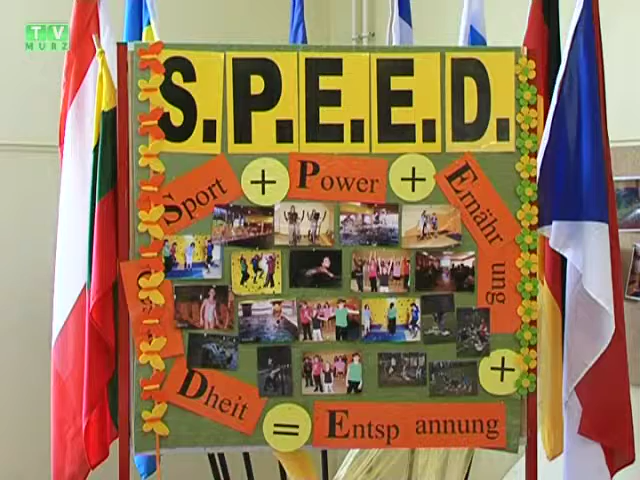 TV
MURZ
S.P.E.E.D.
Sport + Power + Ernähr
ung
+
Entsp annung
=
Dheit